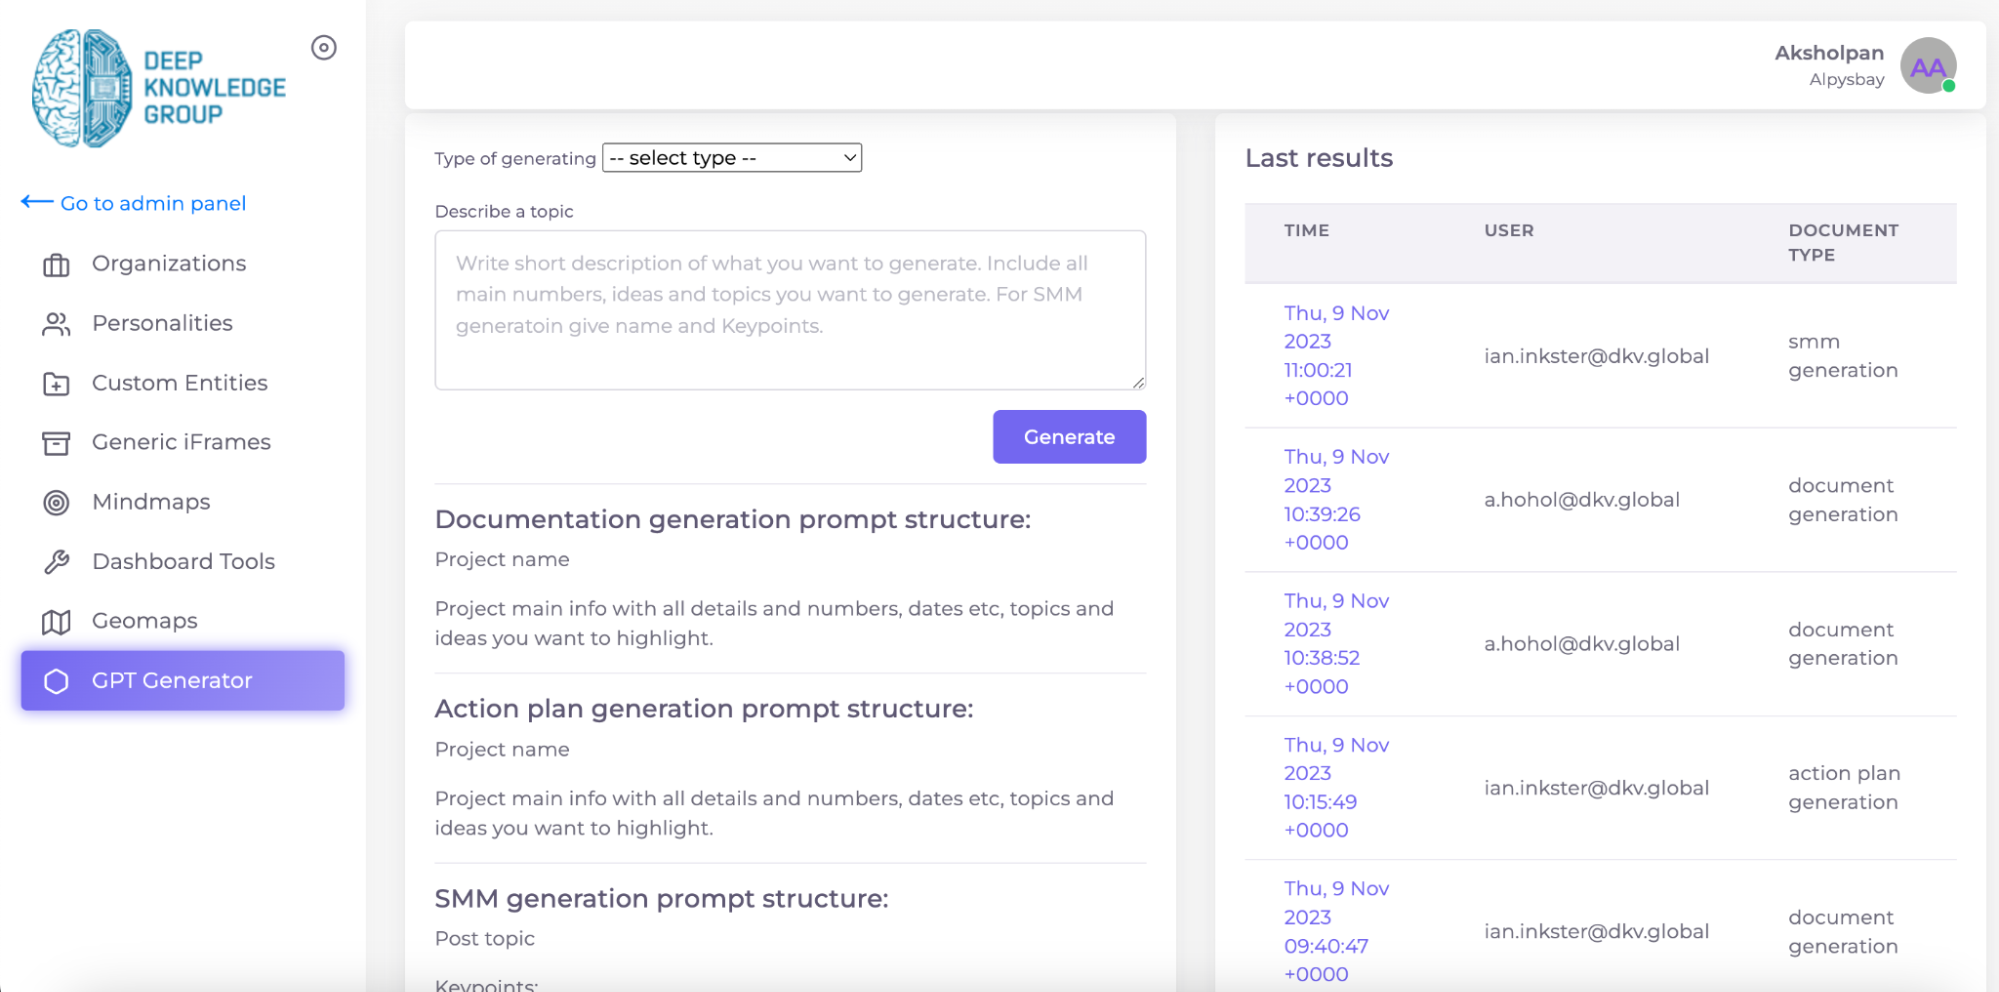 DEEP
KNOWLEDGE
GROUP
Go to admin panel
Organizations
Personalities
Custom Entities
Generic iFrames
Mindmaps
Dashboard Tools
Geomaps
GPT Generator
Aksholpan
Alpysbay
AA
Type of generating -- select type --
Describe a topic
Write short description of what you want to generate. Include all
main numbers, ideas and topics you want to generate. For SMM
generatoin give name and Keypoints.
Generate
Documentation generation prompt structure:
Project name
Project main info with all details and numbers, dates etc, topics and
ideas you want to highlight.
Action plan generation prompt structure:
Project name
Project main info with all details and numbers, dates etc, topics and
ideas you want to highlight.
SMM generation prompt structure:
Post topic
Keypoints:
Last results
TIME USER DOCUMENT
TYPE
Thu, 9 Nov
2023
11:00:21
+0000
ian.inkster@dkv.global
smm
generation
Thu, 9 Nov
2023
10:39:26
+0000
a.hohol@dkv.global
document
generation
Thu, 9 Nov
2023
10:38:52
+0000
a.hohol@dkv.global
document
generation
Thu, 9 Nov
2023
10:15:49
+0000
ian.inkster@dkv.global
action plan
generation
Thu, 9 Nov
2023
09:40:47
+0000
ian.inkster@dkv.global
document
generation